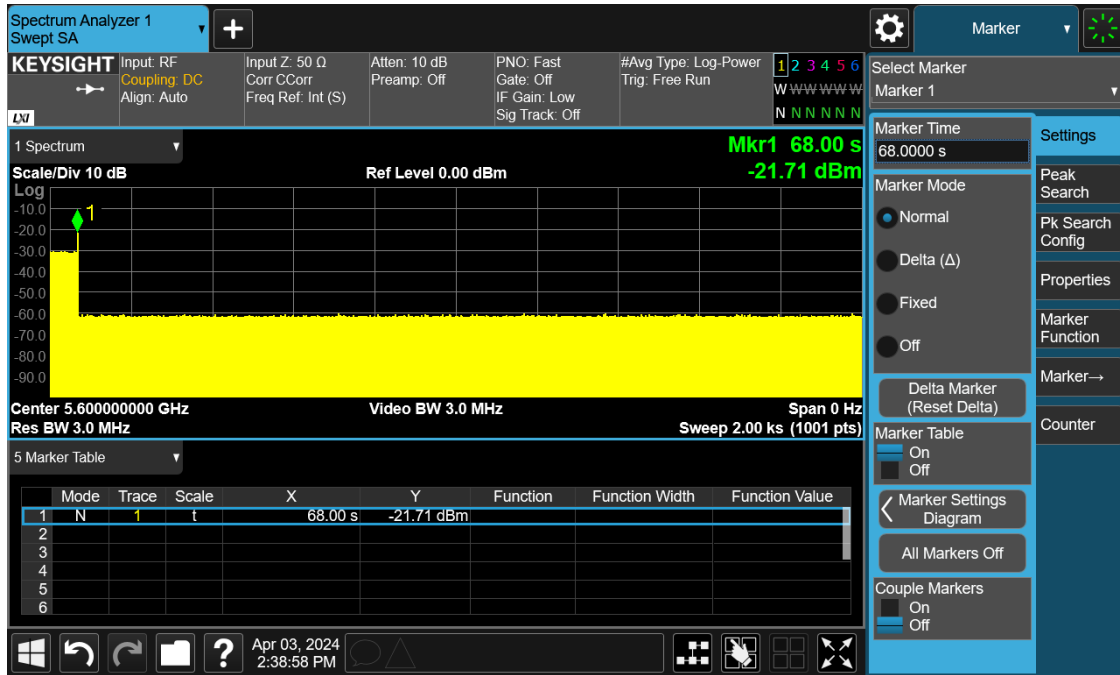 Spectrum Analyzer 1
Swept SA
Marker
KEYSIGHT
LXI
Input: RF
Coupling: DC
Align: Auto
Input Z: 50 Ω
Corr CCorr
Freq Ref: Int (S)
Atten: 10 dB
Preamp: Off
PNO: Fast
Gate: Off
IF Gain: Low
Sig Track: Off
#Avg Type: Log-Power
Trig: Free Run
1 2 3 4 5 6
W W W W W W
N N N N N N
Select Marker
Marker 1
1 Spectrum
Mkr1 68.00 s
Scale/Div 10 dB
Ref Level 0.00 dBm
-21.71 dBm
Log
-10.0
-20.0
-30.0
-40.0
-50.0
-60.0
-70.0
-80.0
-90.0
1
Center 5.600000000 GHz
Video BW 3.0 MHz
Span 0 Hz
Res BW 3.0 MHz
Sweep 2.00 ks (1001 pts)
5 Marker Table
Mode Trace Scale X Y Function Function Width Function Value
1 N 1 t 68.00 s -21.71 dBm
2
3
4
5
6
Marker Time
68.0000 s
Marker Mode
Normal
Delta (Δ)
Fixed
Off
Delta Marker
(Reset Delta)
Marker Table
On
Off
Marker Settings
Diagram
All Markers Off
Couple Markers
On
Off
Settings
Peak
Search
Pk Search
Config
Properties
Marker
Function
Marker→
Counter
?
Apr 03, 2024
2:38:58 PM